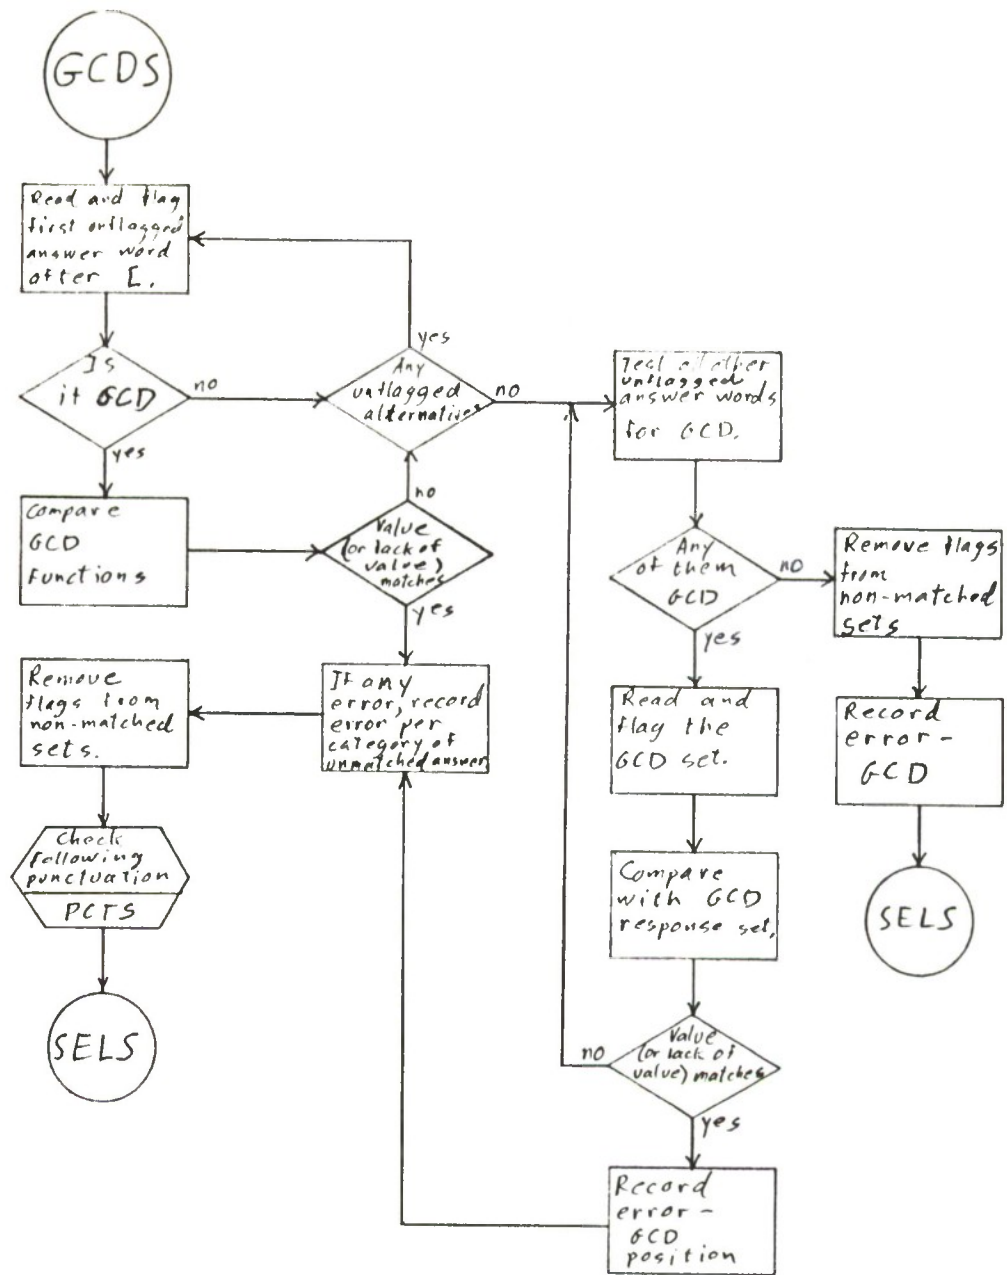 GCDS
Read and flag
first unflagged
answer word
after [.
Is
it GCD
no
yes
Compare
GCD
Functions
yes
Any
unflagged
alternatives
no
no
Value
(or lack of
value)
matches
yes
If any
error, record
error per
category of
unmatched answer
Remove
flags from
non-matched
sets.
Check
following
punctuation
PCTS
SELS
Test all other
unflagged
answer words
for GCD.
Any
of them
GCD
no
yes
Remove flags
from
non-matched
sets
Record
error -
GCD
SELS
Read and
flag the
GCD set.
Compare
with GCD
response set.
no
Value
(or lack of
value) matches
yes
Record
error -
GCD
position